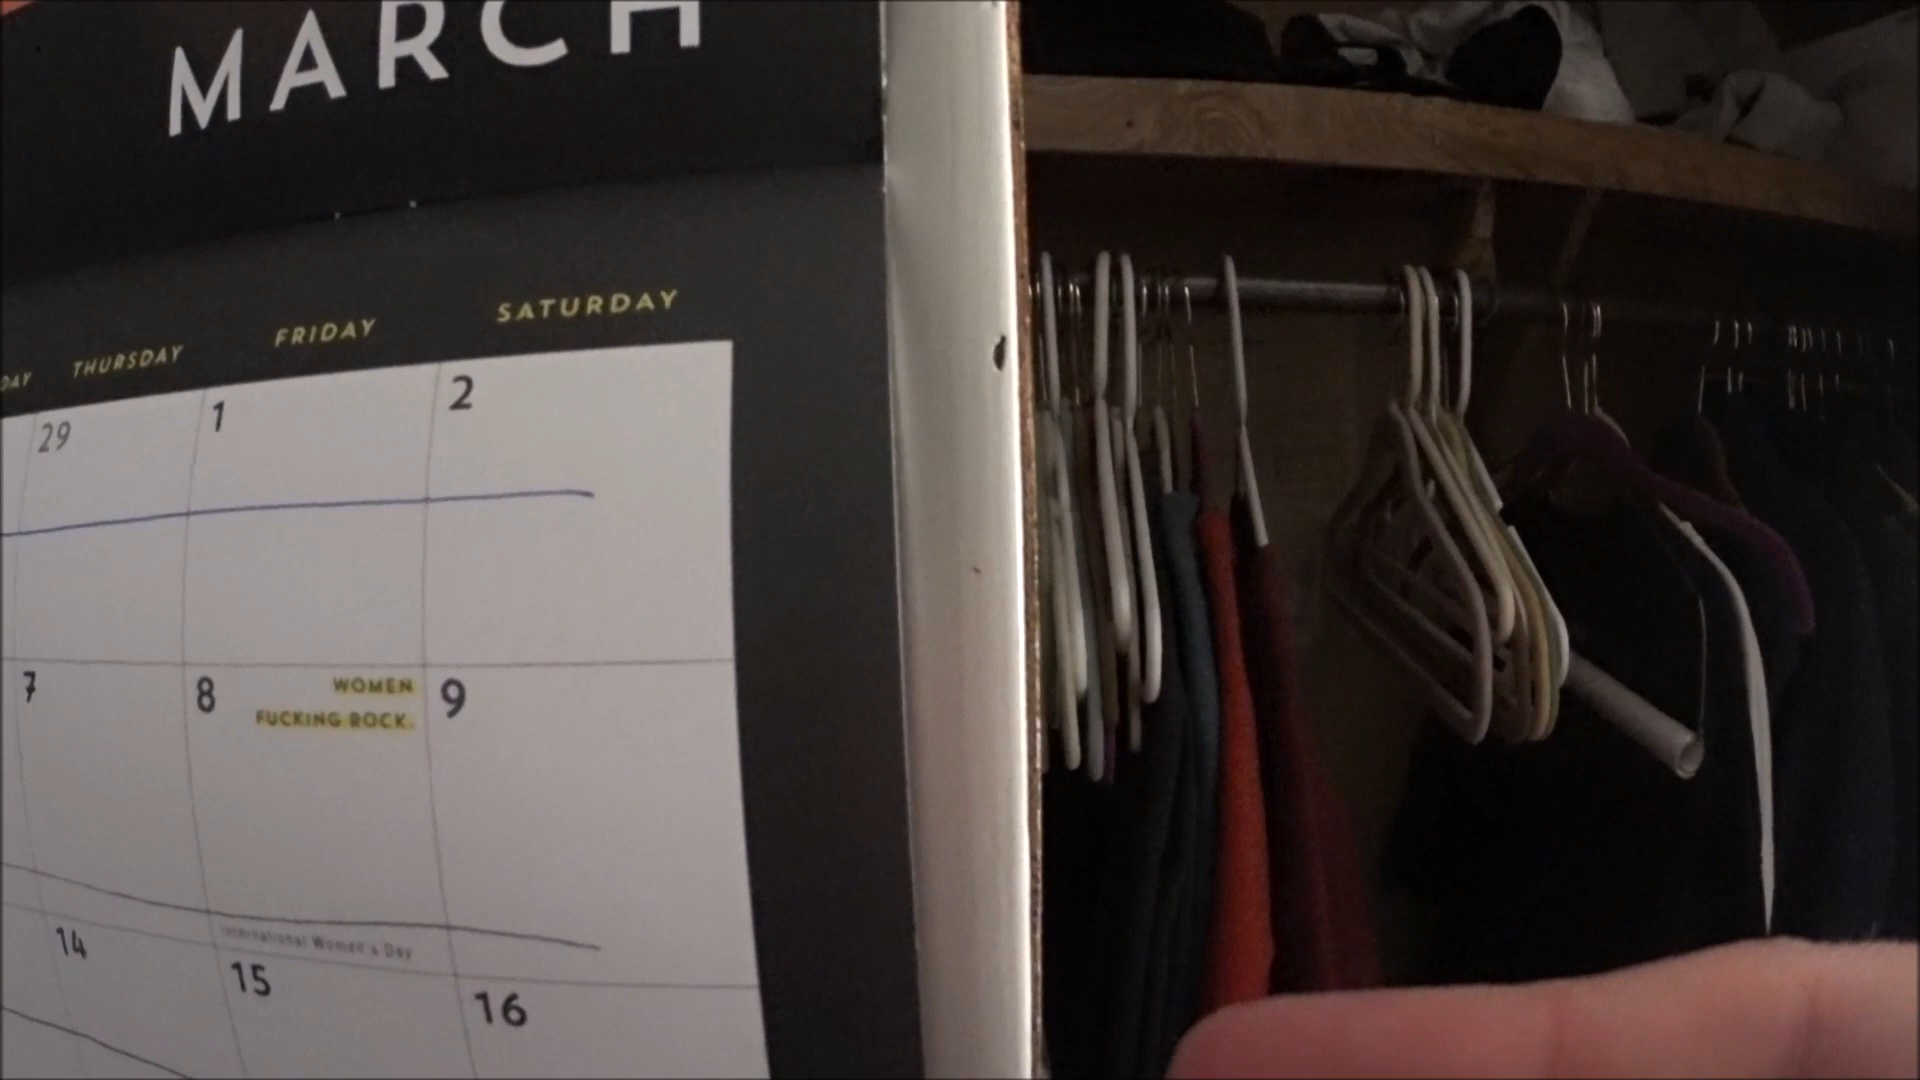 MARCH
DAY THURSDAY FRIDAY SATURDAY
29 1 2
7 8 WOMEN 9
FUCKING ROCK.
International Women's Day
14 15 16